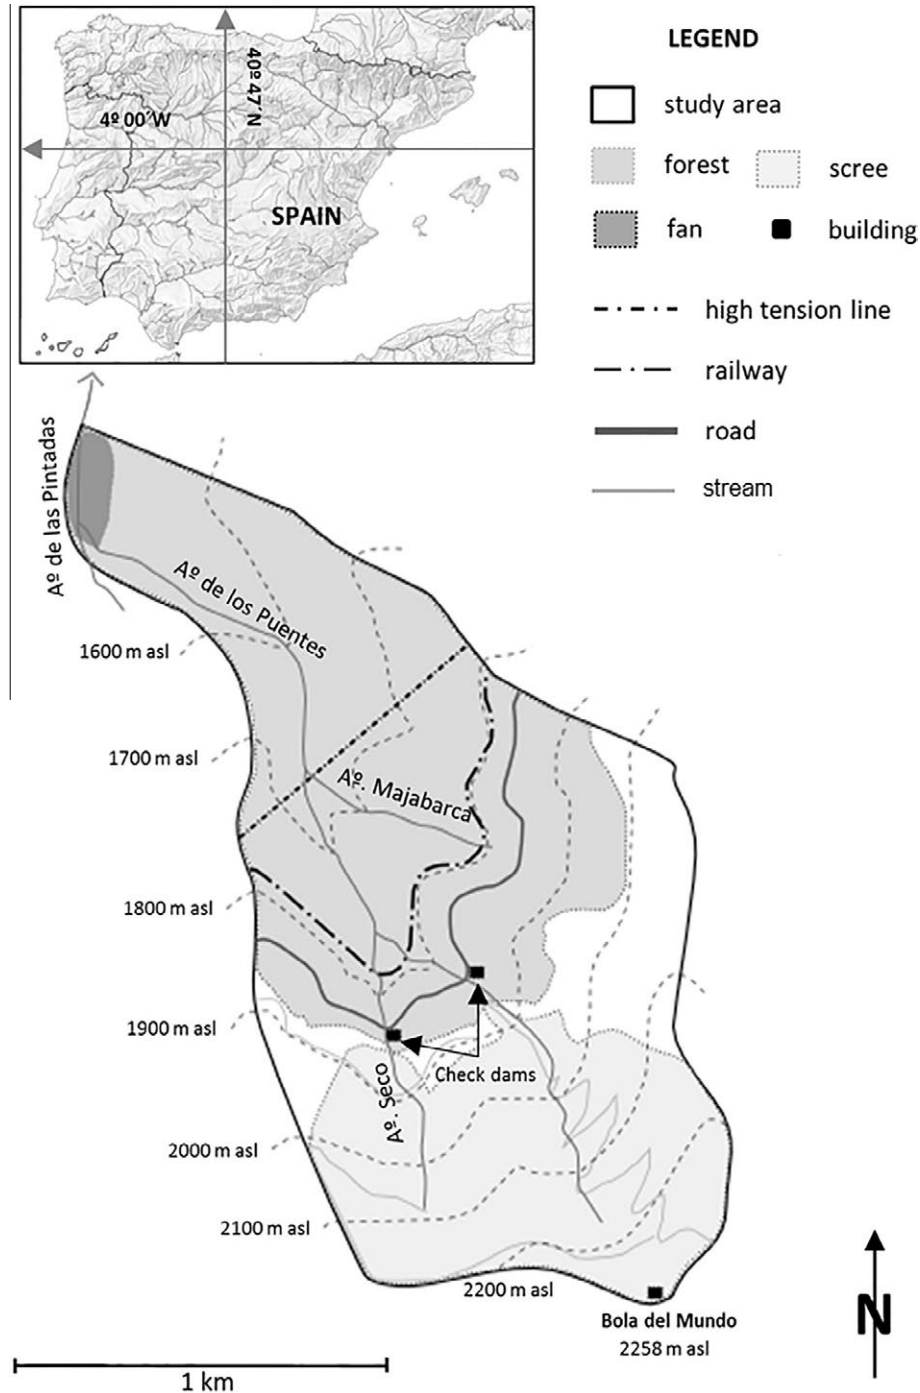 40º 47´N
4º 00´W
SPAIN
LEGEND
study area
forest
scree
fan
building
high tension line
railway
road
stream
Aº de las Pintadas
Aº de los Puentes
1600 m asl
1700 m asl
Aº. Majabarca
1800 m asl
1900 m asl
Check dams
Aº. Seco
2000 m asl
2100 m asl
2200 m asl
Bola del Mundo
2258 m asl
N
1 km